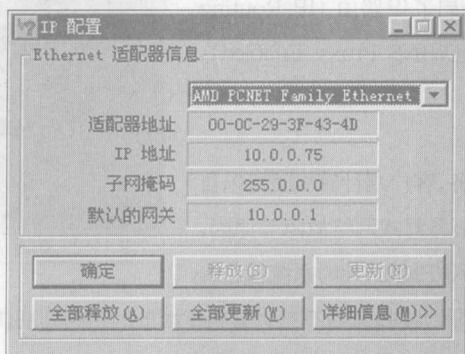 IP 配置
Ethernet 适配器信息
AMD PCNET Family Ethernet
适配器地址 00-0C-29-3F-43-4D
IP 地址 10.0.0.75
子网掩码 255.0.0.0
默认的网关 10.0.0.1
确定 释放(S) 更新(N)
全部释放(A) 全部更新(W) 详细信息(M)>>